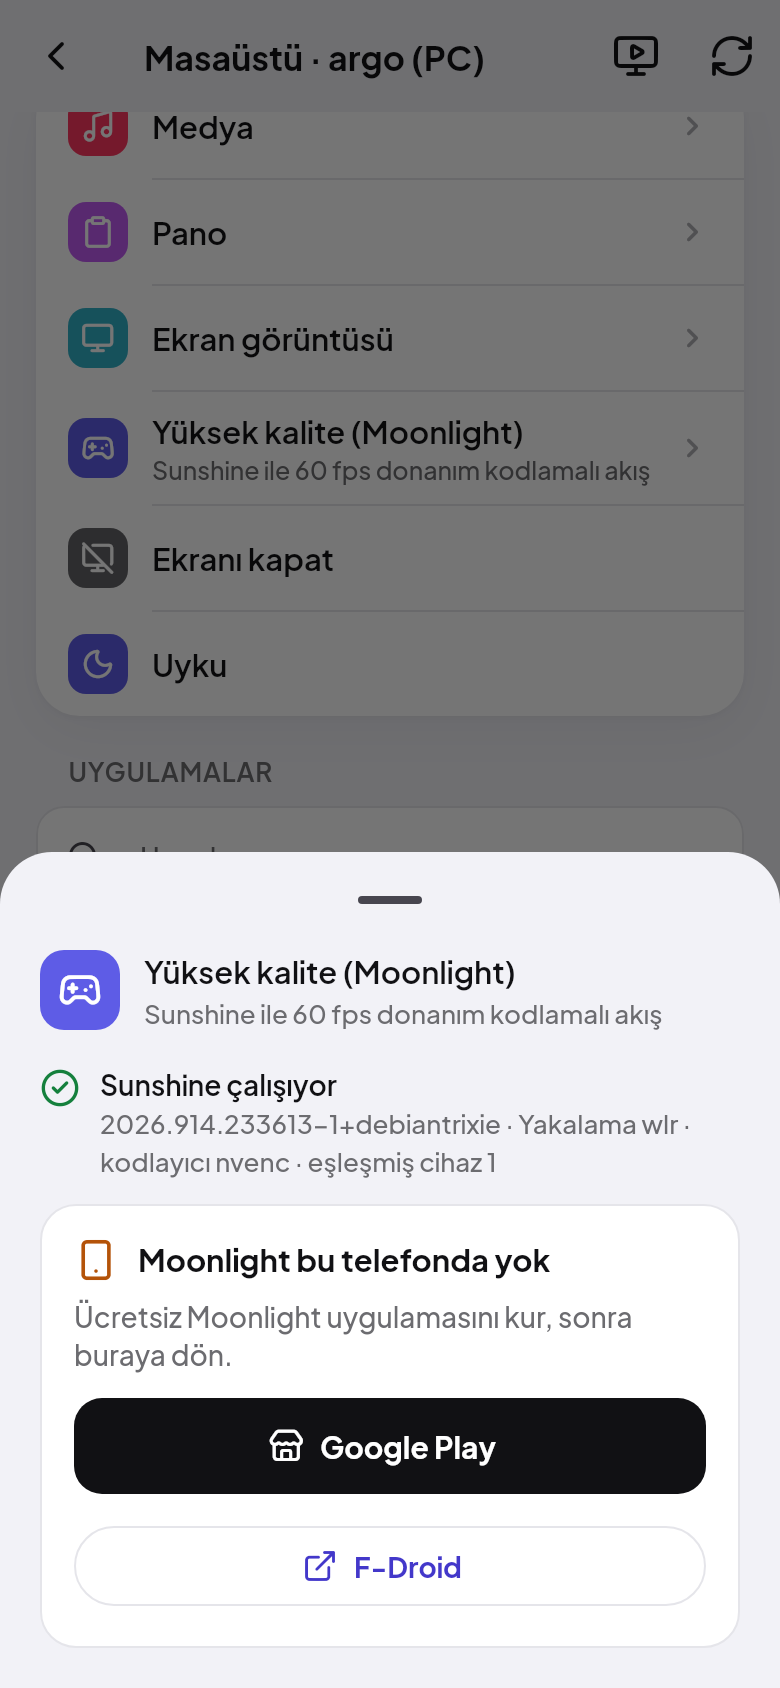 Masaüstü · argo (PC)
Medya
Pano
Ekran görüntüsü
Yüksek kalite (Moonlight)
Sunshine ile 60 fps donanım kodlamalı akış
Ekranı kapat
Uyku
UYGULAMALAR
Yüksek kalite (Moonlight)
Sunshine ile 60 fps donanım kodlamalı akış
Sunshine çalışıyor
2026.914.233613-1+debiantrixie · Yakalama wlr ·
kodlayıcı nvenc · eşleşmiş cihaz 1
Moonlight bu telefonda yok
Ücretsiz Moonlight uygulamasını kur, sonra
buraya dön.
Google Play
F-Droid